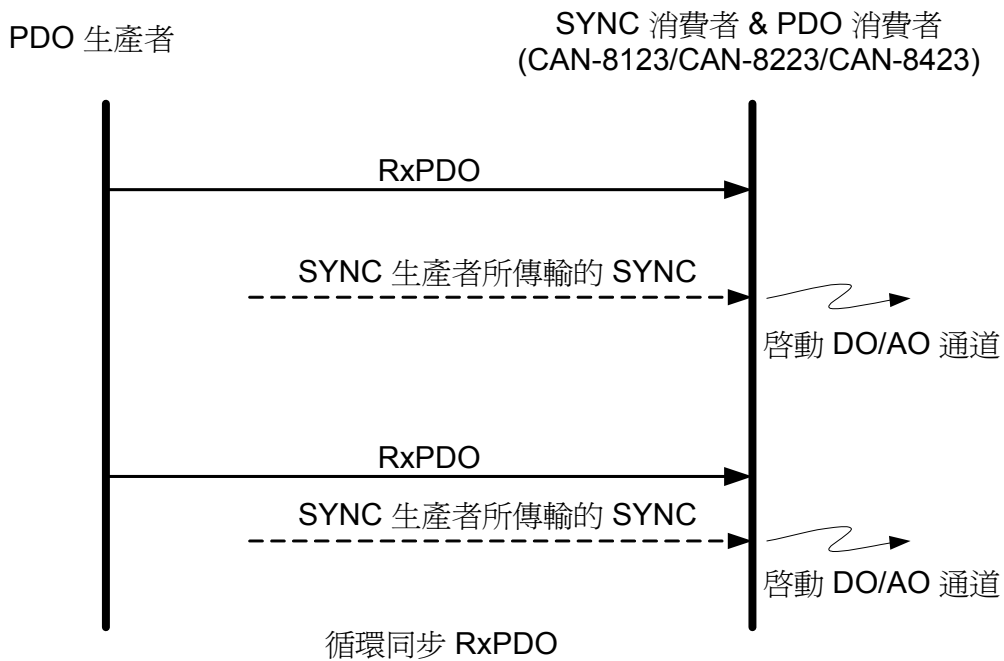 PDO 生產者
SYNC 消費者 & PDO 消費者
(CAN-8123/CAN-8223/CAN-8423)
RxPDO
SYNC 生產者所傳輸的 SYNC
啓動 DO/AO 通道
RxPDO
SYNC 生產者所傳輸的 SYNC
啓動 DO/AO 通道
循環同步 RxPDO